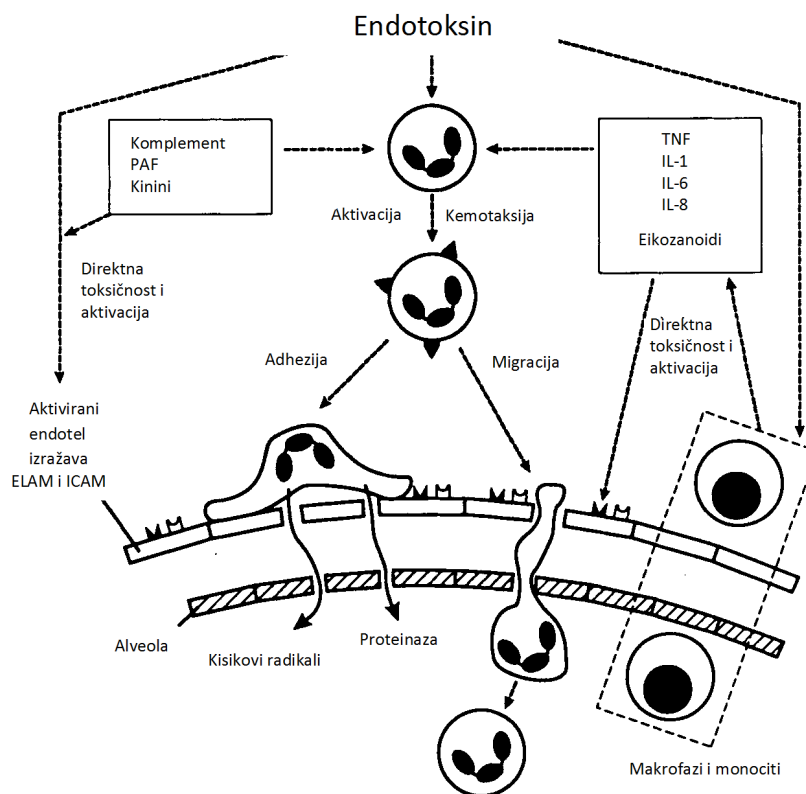 Endotoksin
Komplement
PAF
Kinini
TNF
IL-1
IL-6
IL-8
Eikozanoidi
Aktivacija
Kemotaksija
Direktna
toksičnost i
aktivacija
Dìrektna
toksičnost i
aktivacija
Adhezija
Migracija
Aktivirani
endotel
izražava
ELAM i ICAM
Alveola
Kisikovi radikali
Proteinaza
Makrofazi i monociti